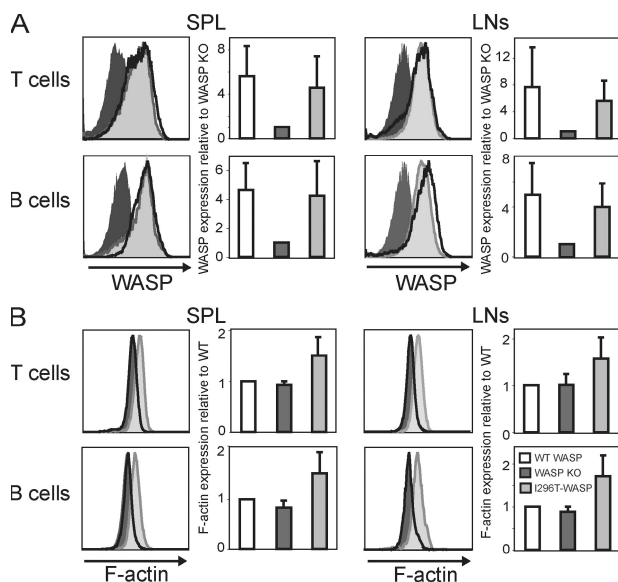 A
SPL
LNs
T cells
8
4
0
12
8
4
0
B cells
6
4
2
0
8
4
0
WASP expression relative to WASP KO
WASP expression relative to WASP KO
WASP
WASP
B
SPL
LNs
T cells
2
1
0
2
1
0
B cells
2
1
0
2
1
0
F-actin expression relative to WT
F-actin expression relative to WT
WT WASP
WASP KO
I296T-WASP
F-actin
F-actin